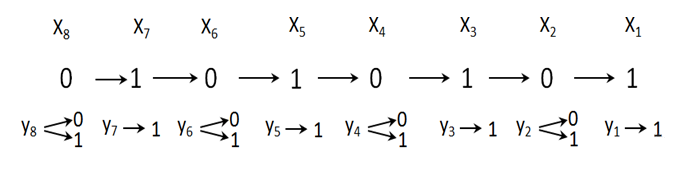 X₈ X₇ X₆ X₅ X₄ X₃ X₂ X₁
0 → 1 → 0 → 1 → 0 → 1 → 0 → 1
y₈ 0 1 y₇ → 1 y₆ 0 1 y₅ → 1 y₄ 0 1 y₃ → 1 y₂ 0 1 y₁ → 1